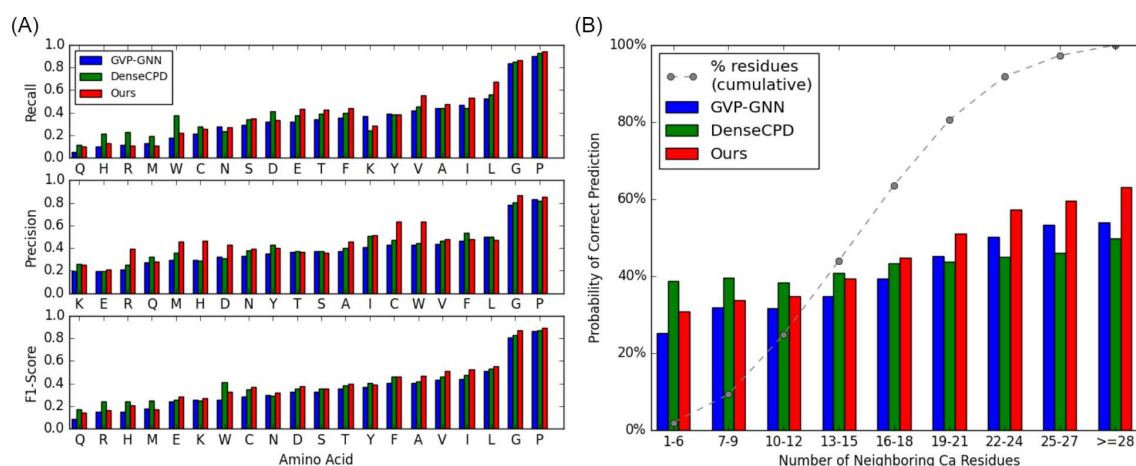 (A)
1.0
0.8
0.6
0.4
0.2
0.0
Recall
GVP-GNN
DenseCPD
Ours
Q H R M W C N S D E T F K Y V A I L G P
1.0
0.8
0.6
0.4
0.2
0.0
Precision
K E R Q M H D N Y T S A I C W V F L G P
1.0
0.8
0.6
0.4
0.2
0.0
F1-Score
Q R H M E K W C N D S T Y F A V I L G P
Amino Acid
(B)
100%
80%
60%
40%
20%
0%
Probability of Correct Prediction
% residues
(cumulative)
GVP-GNN
DenseCPD
Ours
1-6 7-9 10-12 13-15 16-18 19-21 22-24 25-27 >=28
Number of Neighboring Ca Residues